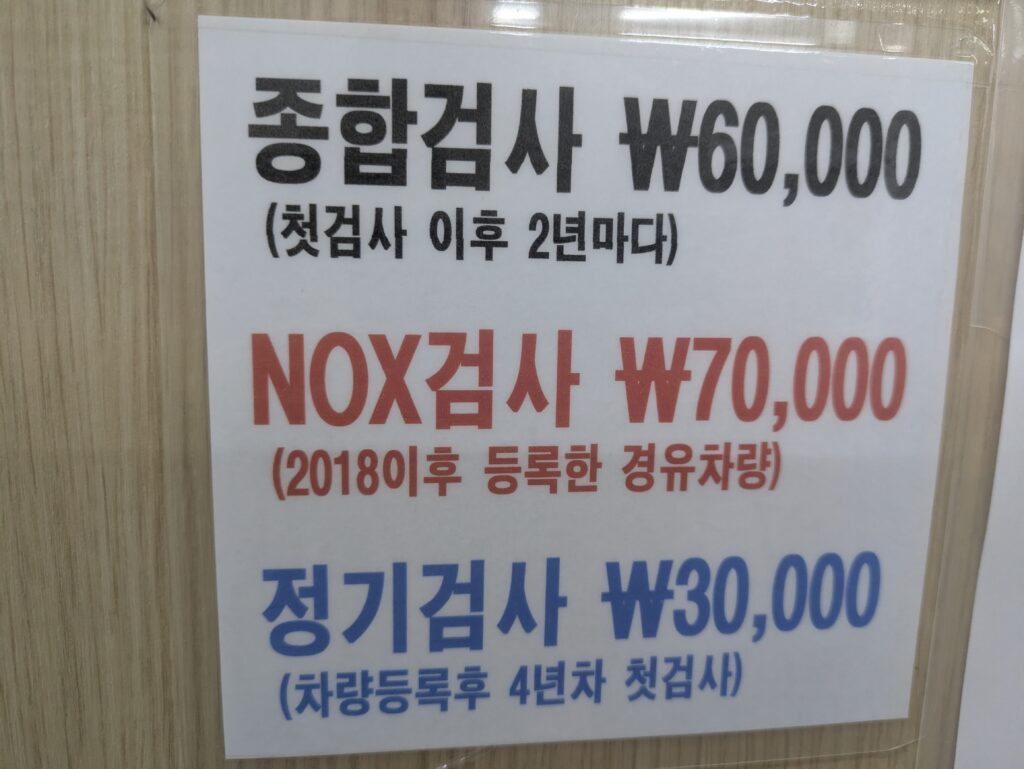 종합검사 ₩60,000
(첫검사 이후 2년마다)
NOX검사 ₩70,000
(2018이후 등록한 경유차량)
정기검사 ₩30,000
(차량등록후 4년차 첫검사)